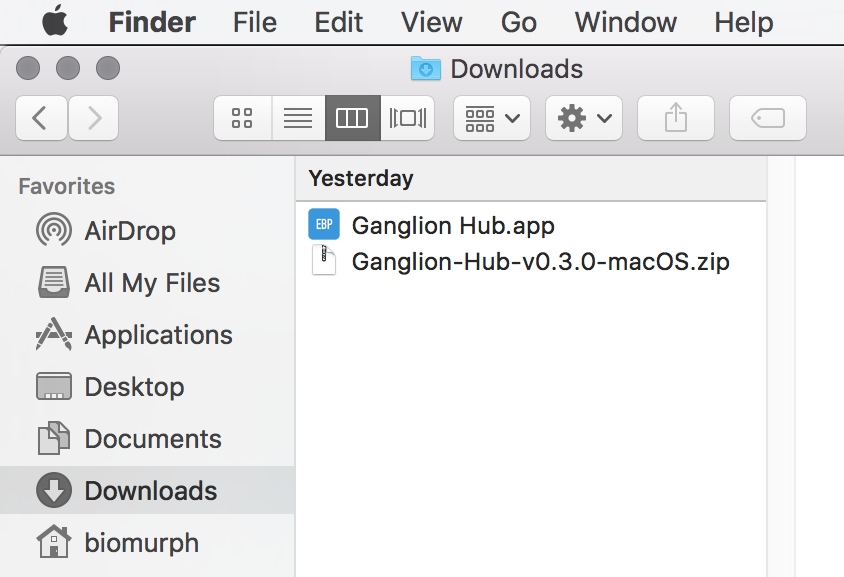 Finder File Edit View Go Window Help
Downloads
Favorites
AirDrop
All My Files
Applications
Desktop
Documents
Downloads
biomurph
Yesterday
EBP Ganglion Hub.app
Ganglion-Hub-v0.3.0-macOS.zip